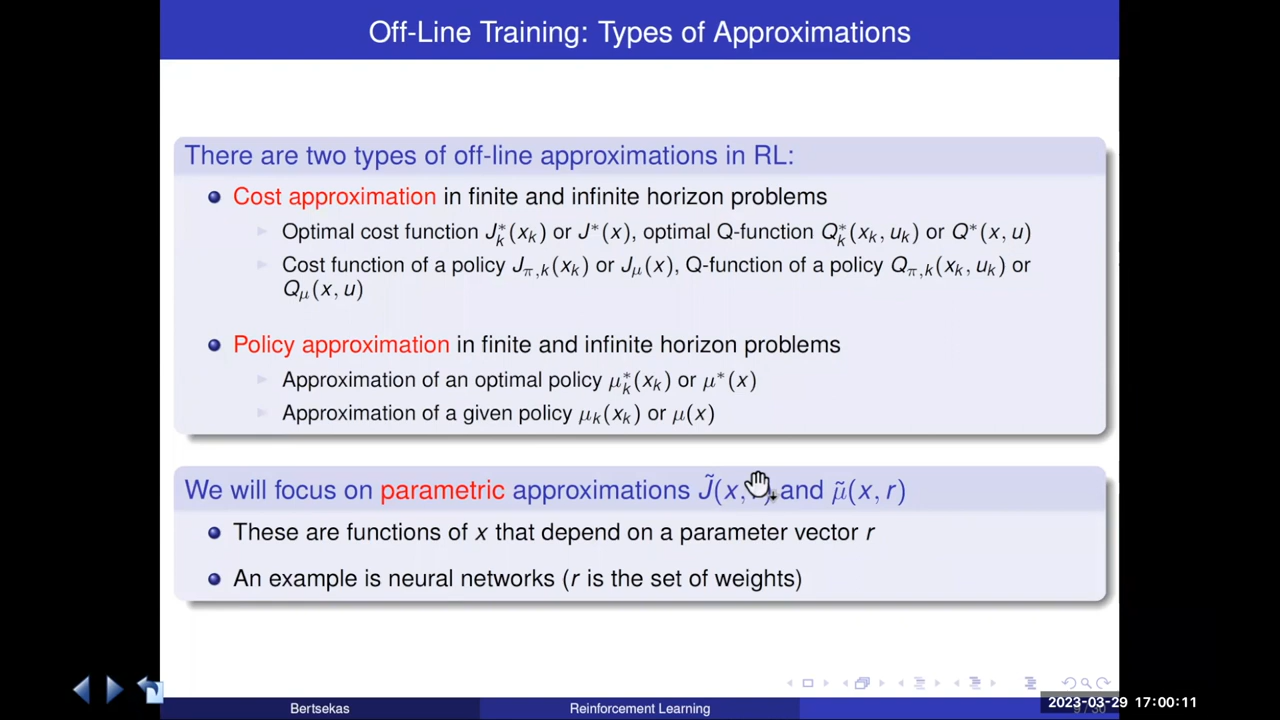 Off-Line Training: Types of Approximations
There are two types of off-line approximations in RL:
Cost approximation in finite and infinite horizon problems
Optimal cost function J*k(xk) or J*(x), optimal Q-function Q*k(xk, uk) or Q*(x, u)
Cost function of a policy Jπ,k(xk) or Jμ(x), Q-function of a policy Qπ,k(xk, uk) or
Qμ(x, u)
Policy approximation in finite and infinite horizon problems
Approximation of an optimal policy μ*k(xk) or μ*(x)
Approximation of a given policy μk(xk) or μ(x)
We will focus on parametric approximations J̃(x, and μ̃(x, r)
These are functions of x that depend on a parameter vector r
An example is neural networks (r is the set of weights)
Bertsekas
Reinforcement Learning
2023-03-29 17:00:11